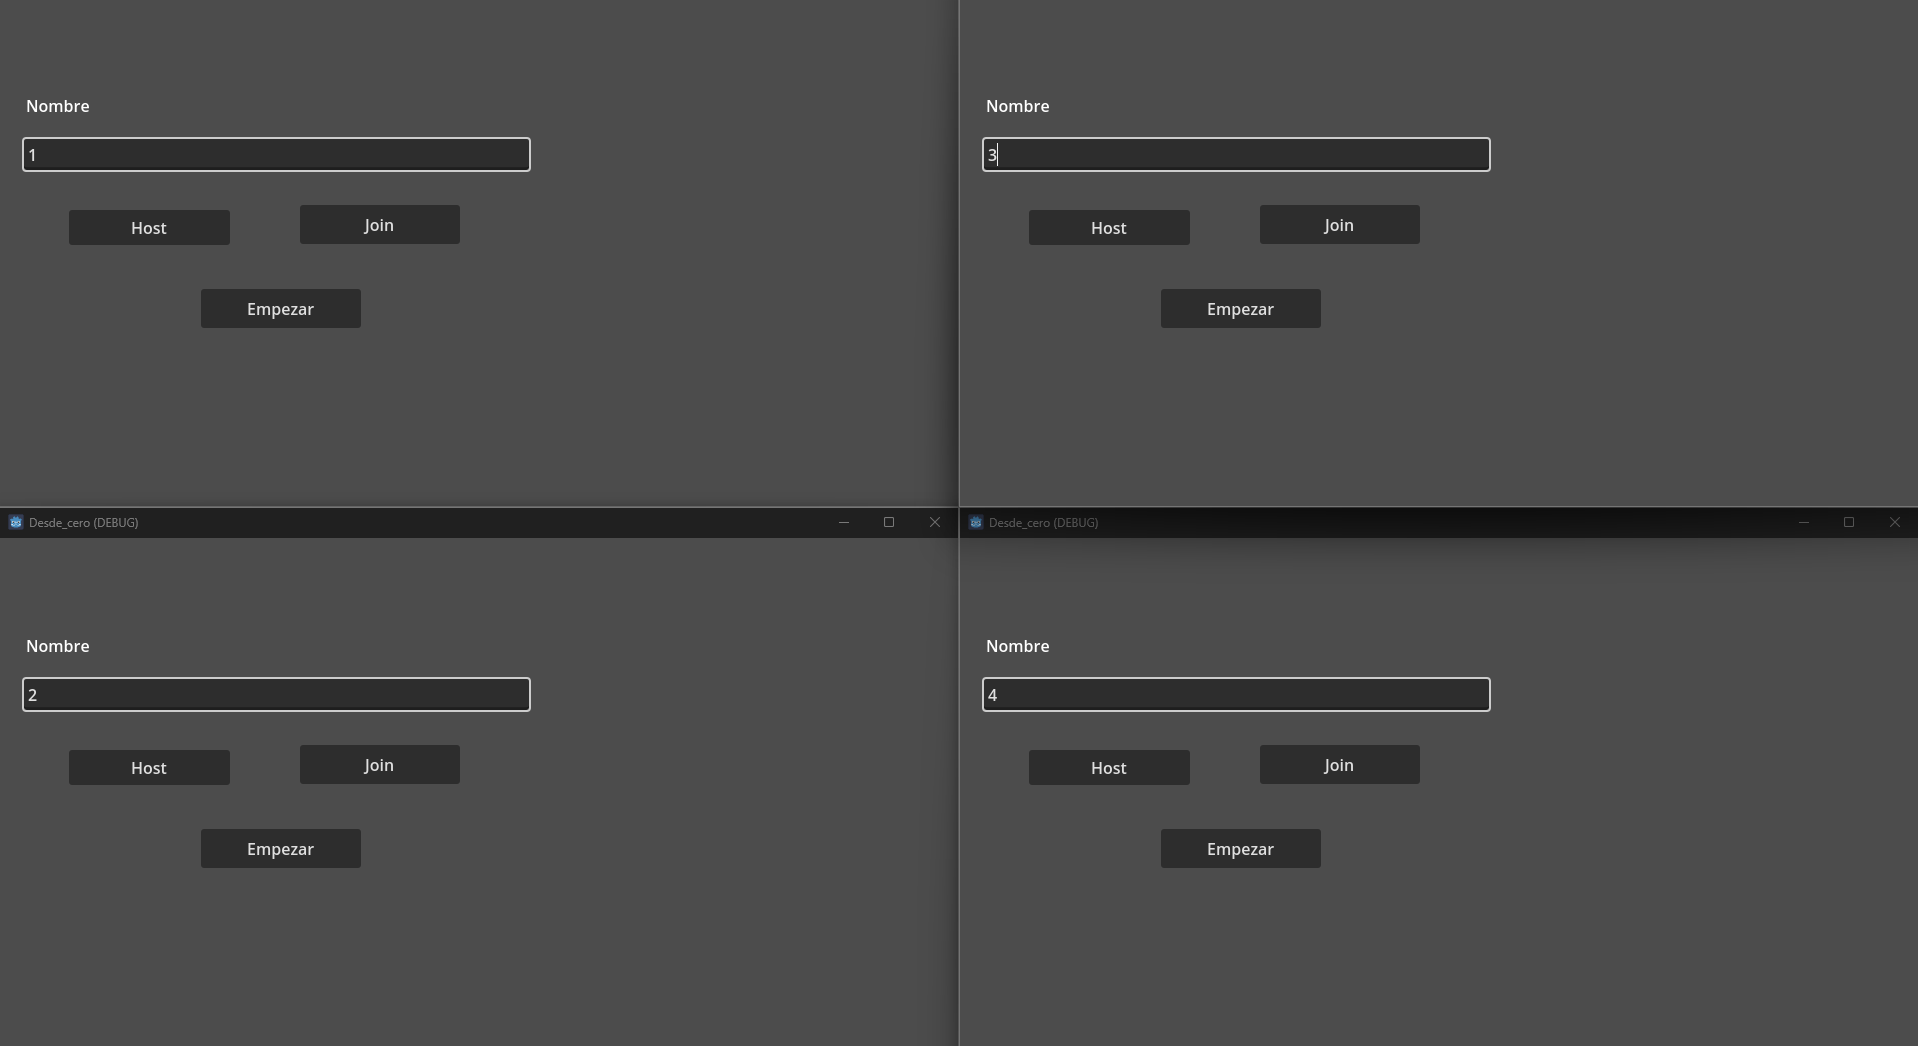 Nombre
1
Host
Join
Empezar
Nombre
3
Host
Join
Empezar
Desde_cero (DEBUG)
Nombre
2
Host
Join
Empezar
Desde_cero (DEBUG)
Nombre
4
Host
Join
Empezar